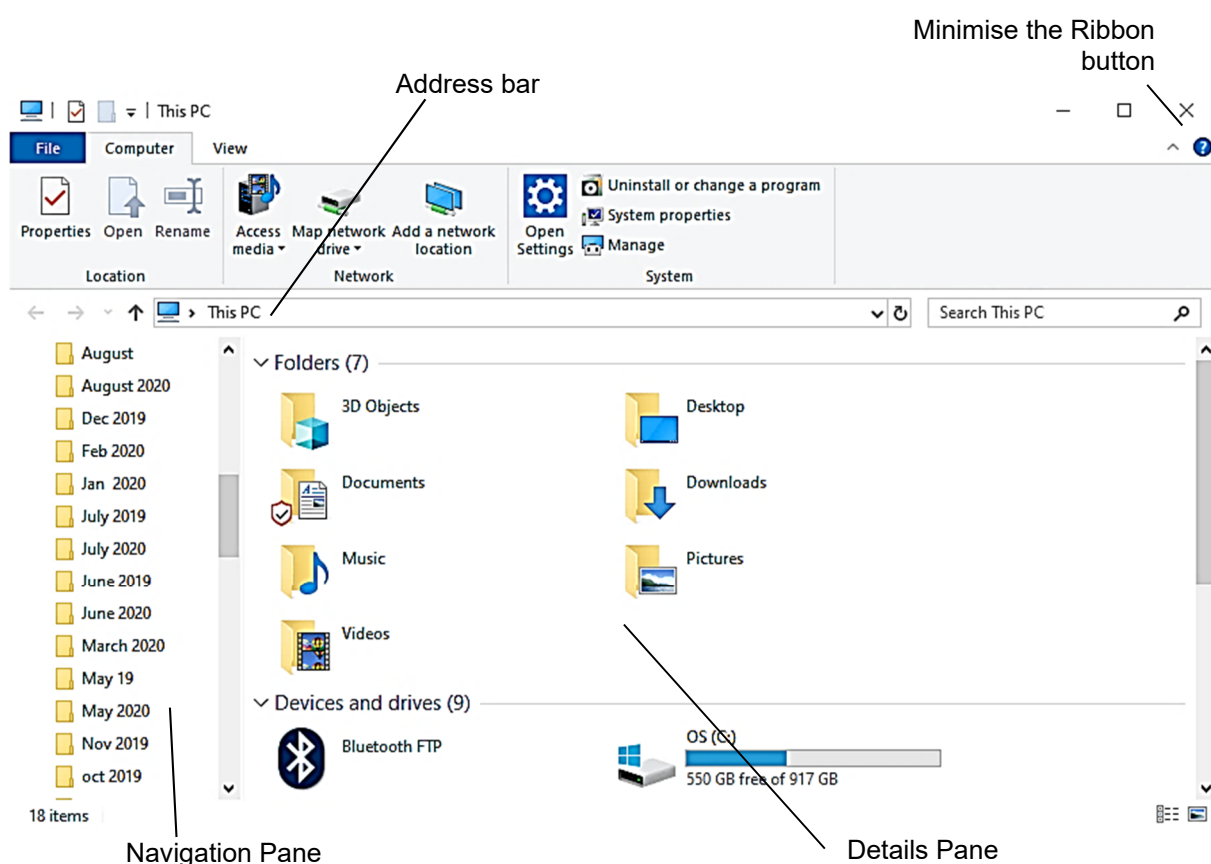 Minimise the Ribbon
button
Address bar
This PC
File Computer View
Properties Open Rename
Access
media
Map network
drive
Add a network
location
Open
Settings
Uninstall or change a program
System properties
Manage
Location Network System
This PC
Search This PC
August
August 2020
Dec 2019
Feb 2020
Jan 2020
July 2019
July 2020
June 2019
June 2020
March 2020
May 19
May 2020
Nov 2019
oct 2019
Folders (7)
3D Objects
Desktop
Documents
Downloads
Music
Pictures
Videos
Devices and drives (9)
Bluetooth FTP
OS (C:)
550 GB free of 917 GB
18 items
Navigation Pane
Details Pane